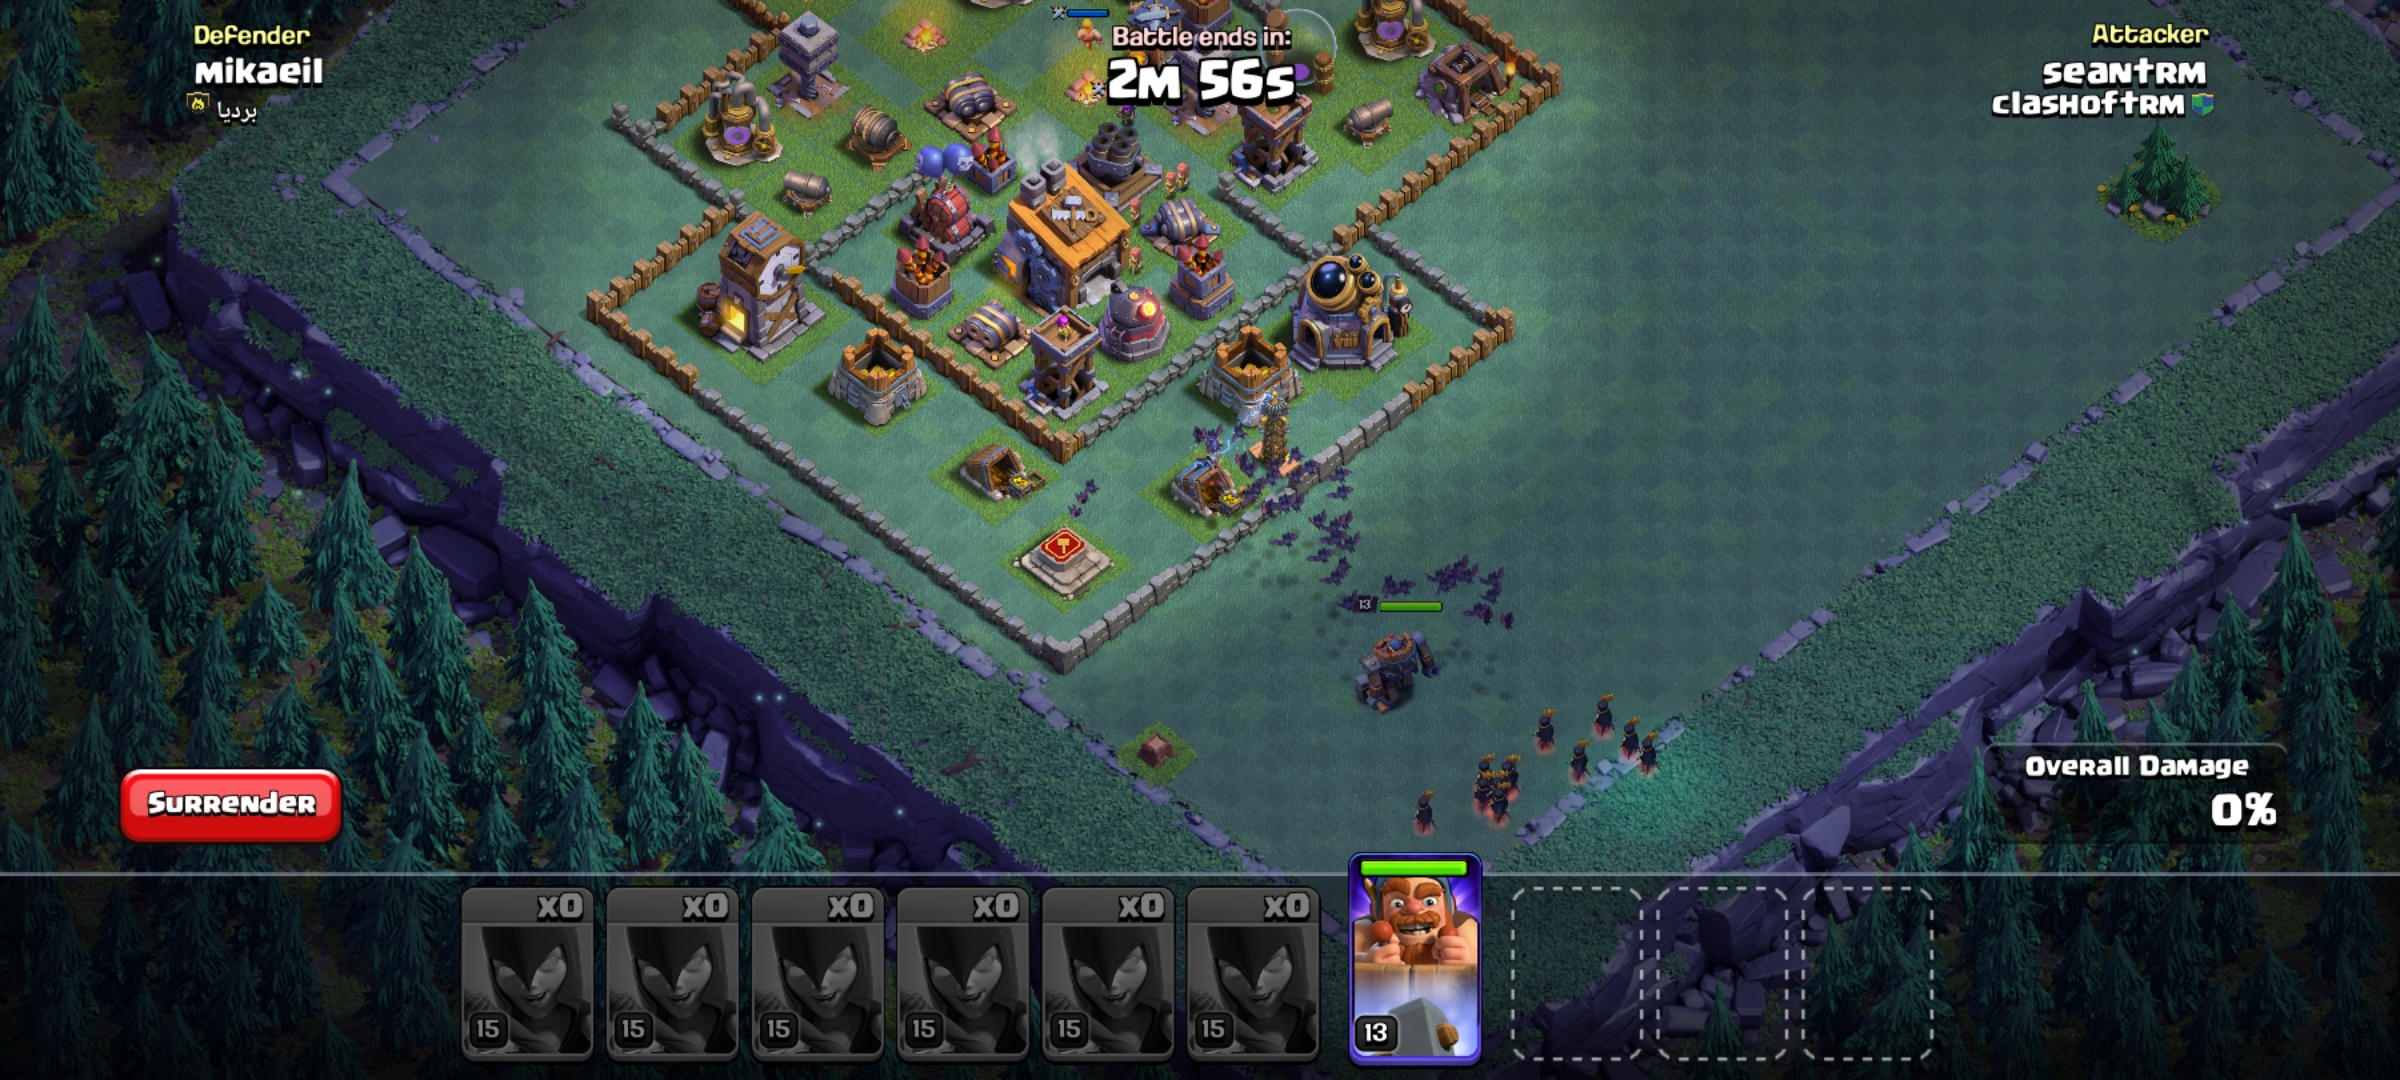 Defender
Mikaeil
برديا
Battle ends in:
2M 56s
Attacker
seantRM
clashoftRM
13
Surrender
Overall Damage
0%
x0
x0
x0
x0
x0
x0
15
15
15
15
15
15
13